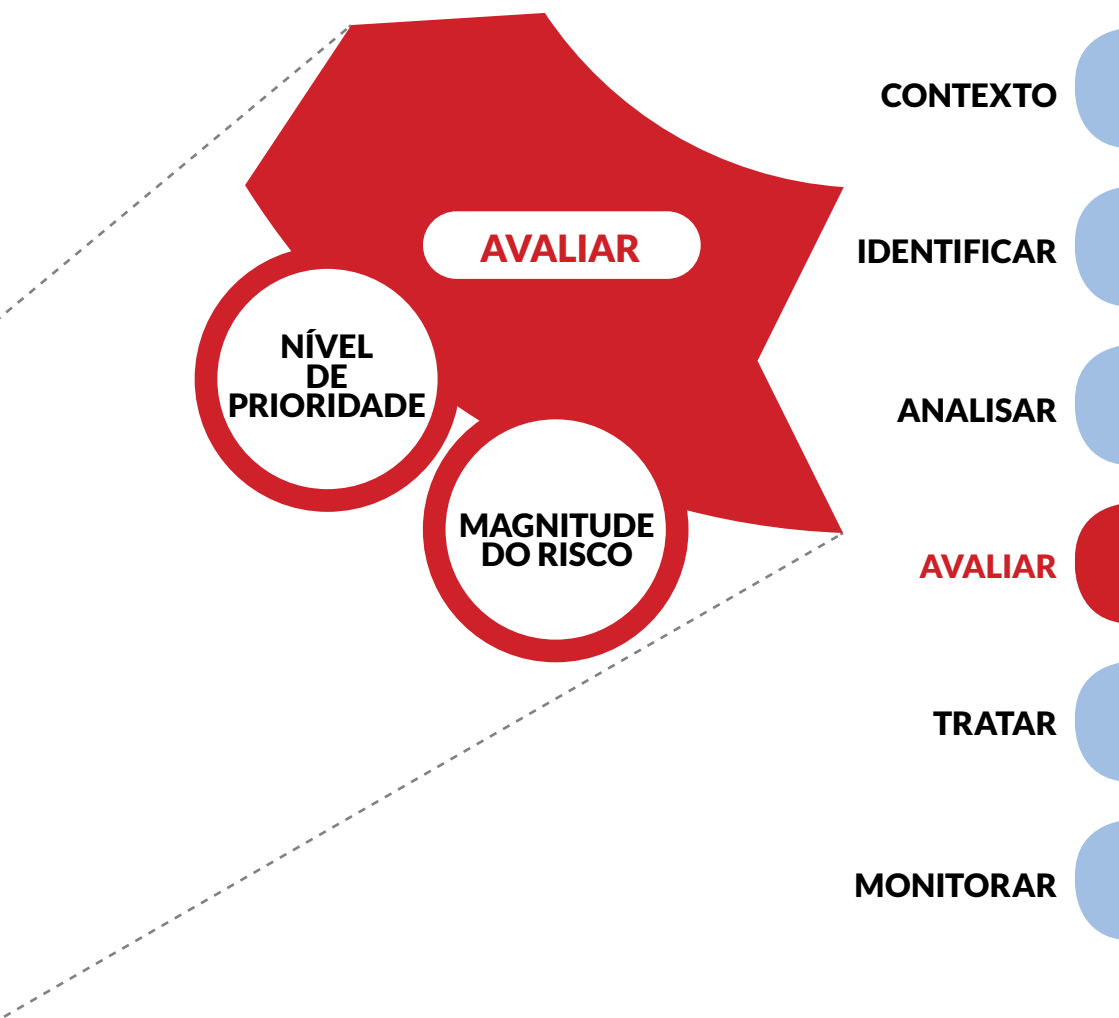 AVALIAR
NÍVEL
DE
PRIORIDADE
MAGNITUDE
DO RISCO
CONTEXTO
IDENTIFICAR
ANALISAR
AVALIAR
TRATAR
MONITORAR